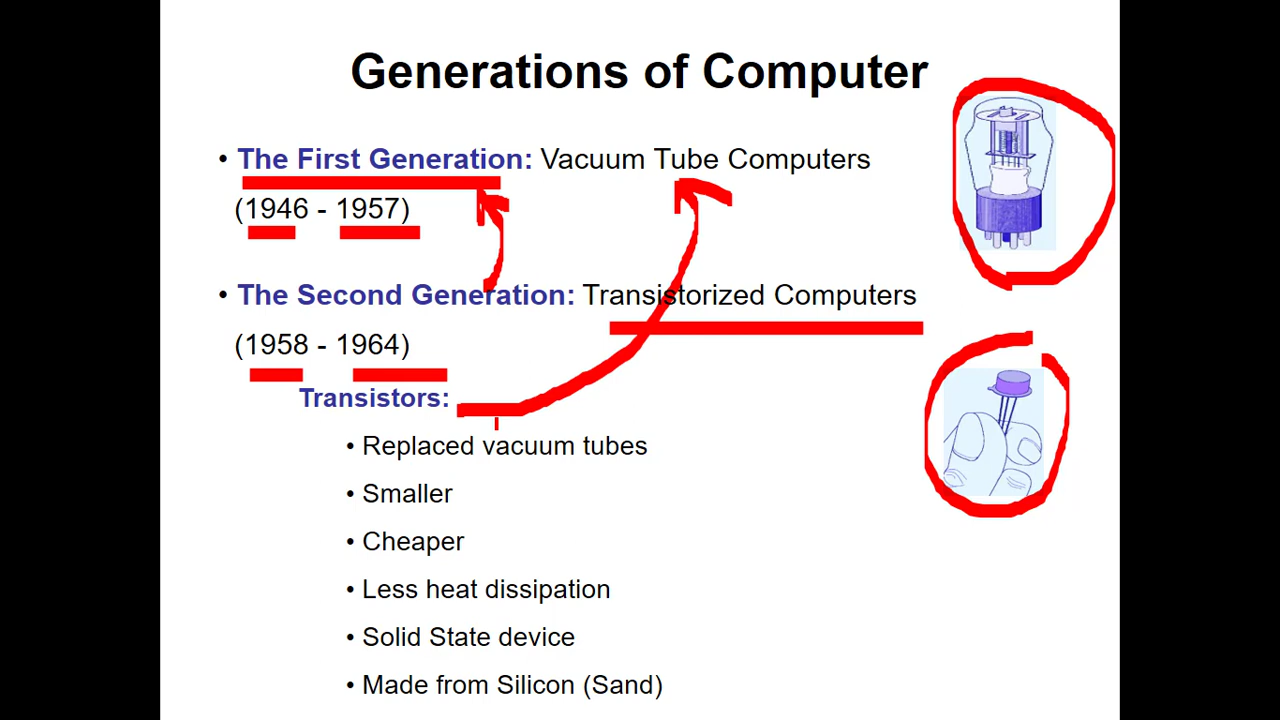 Generations of Computer
• The First Generation: Vacuum Tube Computers
(1946 - 1957)
• The Second Generation: Transistorized Computers
(1958 - 1964)
Transistors:
• Replaced vacuum tubes
• Smaller
• Cheaper
• Less heat dissipation
• Solid State device
• Made from Silicon (Sand)